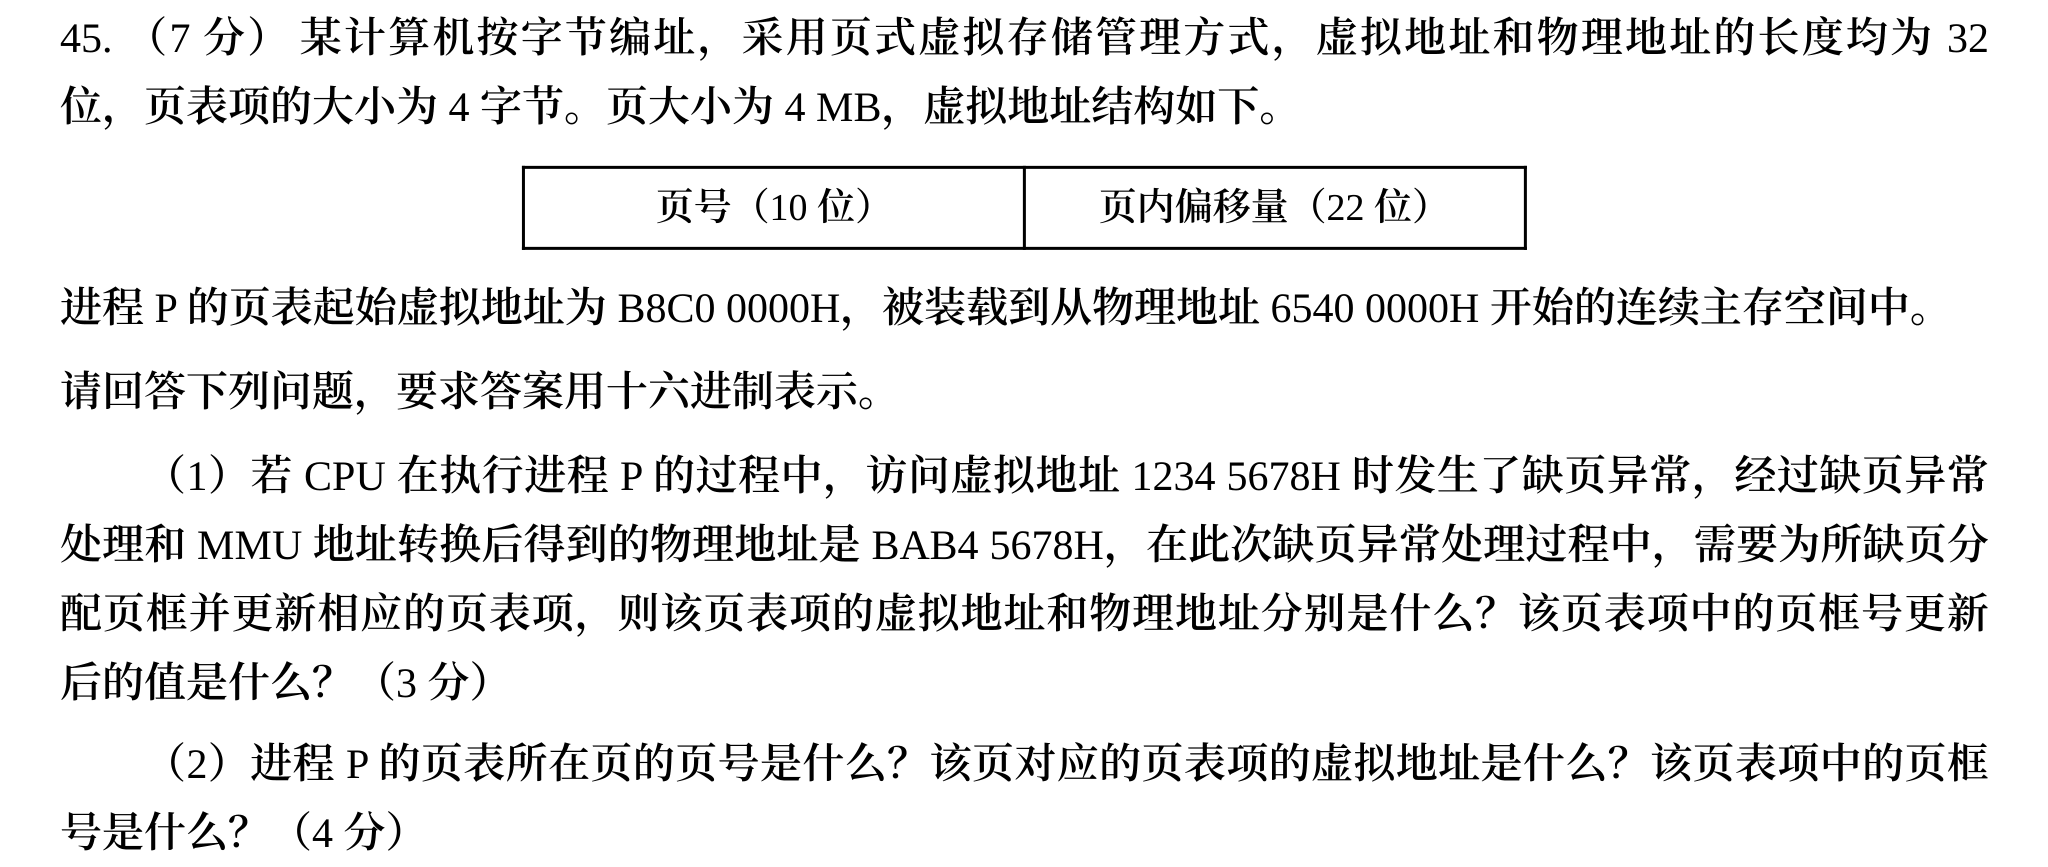 45. （7 分） 某计算机按字节编址，采用页式虚拟存储管理方式，虚拟地址和物理地址的长度均为 32
位，页表项的大小为 4 字节。页大小为 4 MB，虚拟地址结构如下。
页号（10 位） 页内偏移量（22 位）
进程 P 的页表起始虚拟地址为 B8C0 0000H，被装载到从物理地址 6540 0000H 开始的连续主存空间中。
请回答下列问题，要求答案用十六进制表示。
（1）若 CPU 在执行进程 P 的过程中，访问虚拟地址 1234 5678H 时发生了缺页异常，经过缺页异常
处理和 MMU 地址转换后得到的物理地址是 BAB4 5678H，在此次缺页异常处理过程中，需要为所缺页分
配页框并更新相应的页表项，则该页表项的虚拟地址和物理地址分别是什么？该页表项中的页框号更新
后的值是什么？（3 分）
（2）进程 P 的页表所在页的页号是什么？该页对应的页表项的虚拟地址是什么？该页表项中的页框
号是什么？（4 分）